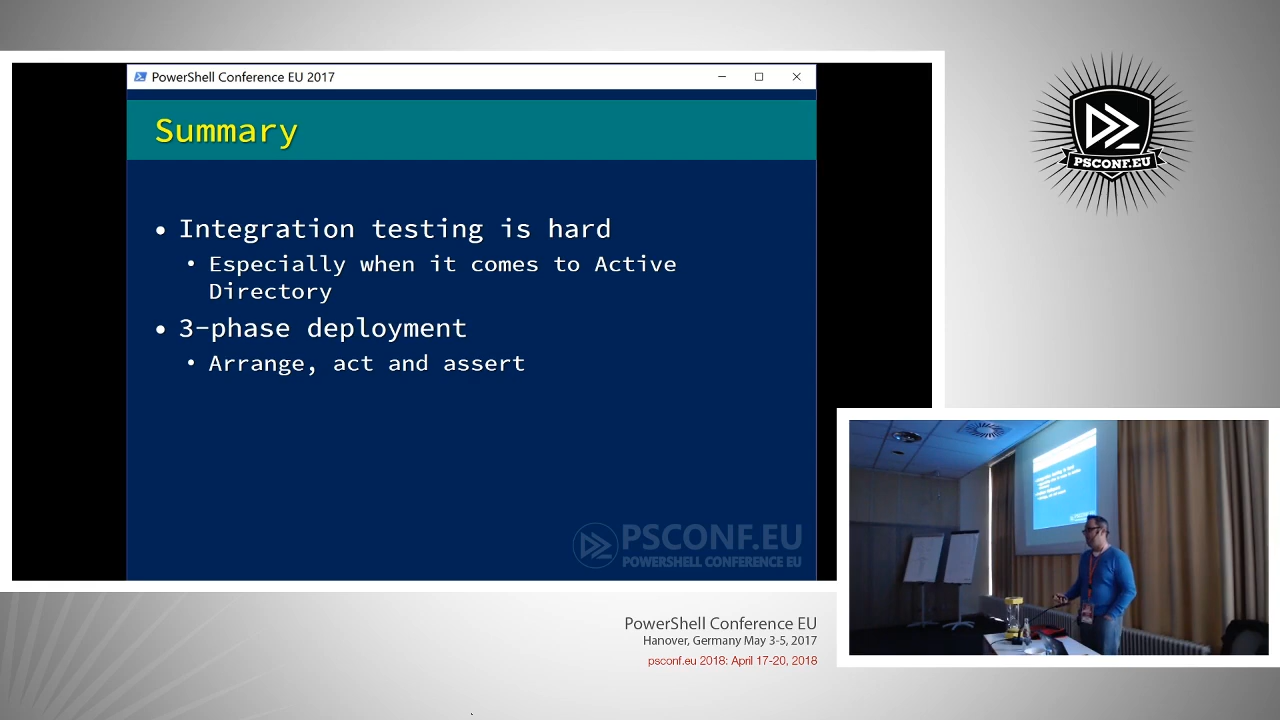 PowerShell Conference EU 2017
Summary
• Integration testing is hard
• Especially when it comes to Active
Directory
• 3-phase deployment
• Arrange, act and assert
PSCONF.EU
POWERSHELL CONFERENCE EU
PSCONF.EU
PowerShell Conference EU
Hanover, Germany May 3-5, 2017
psconf.eu 2018: April 17-20, 2018